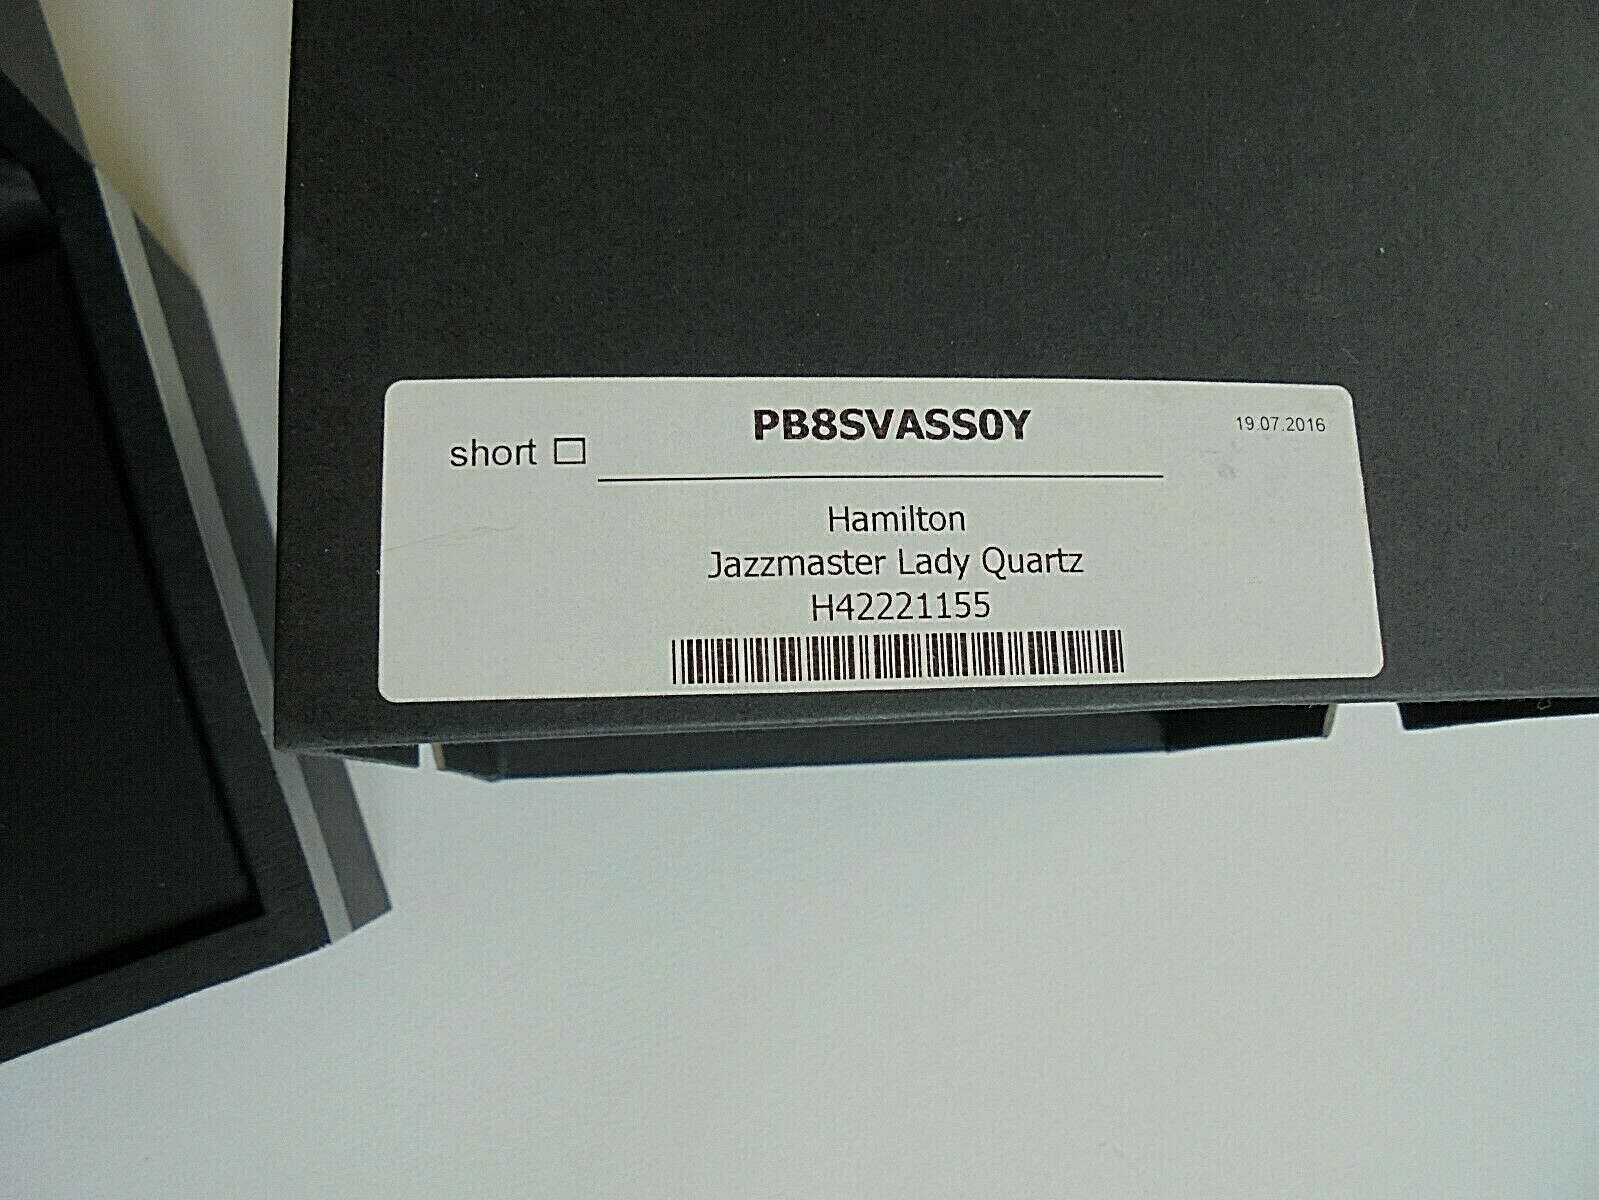 PB8SVASS0Y
19.07.2016
short
Hamilton
Jazzmaster Lady Quartz
H42221155